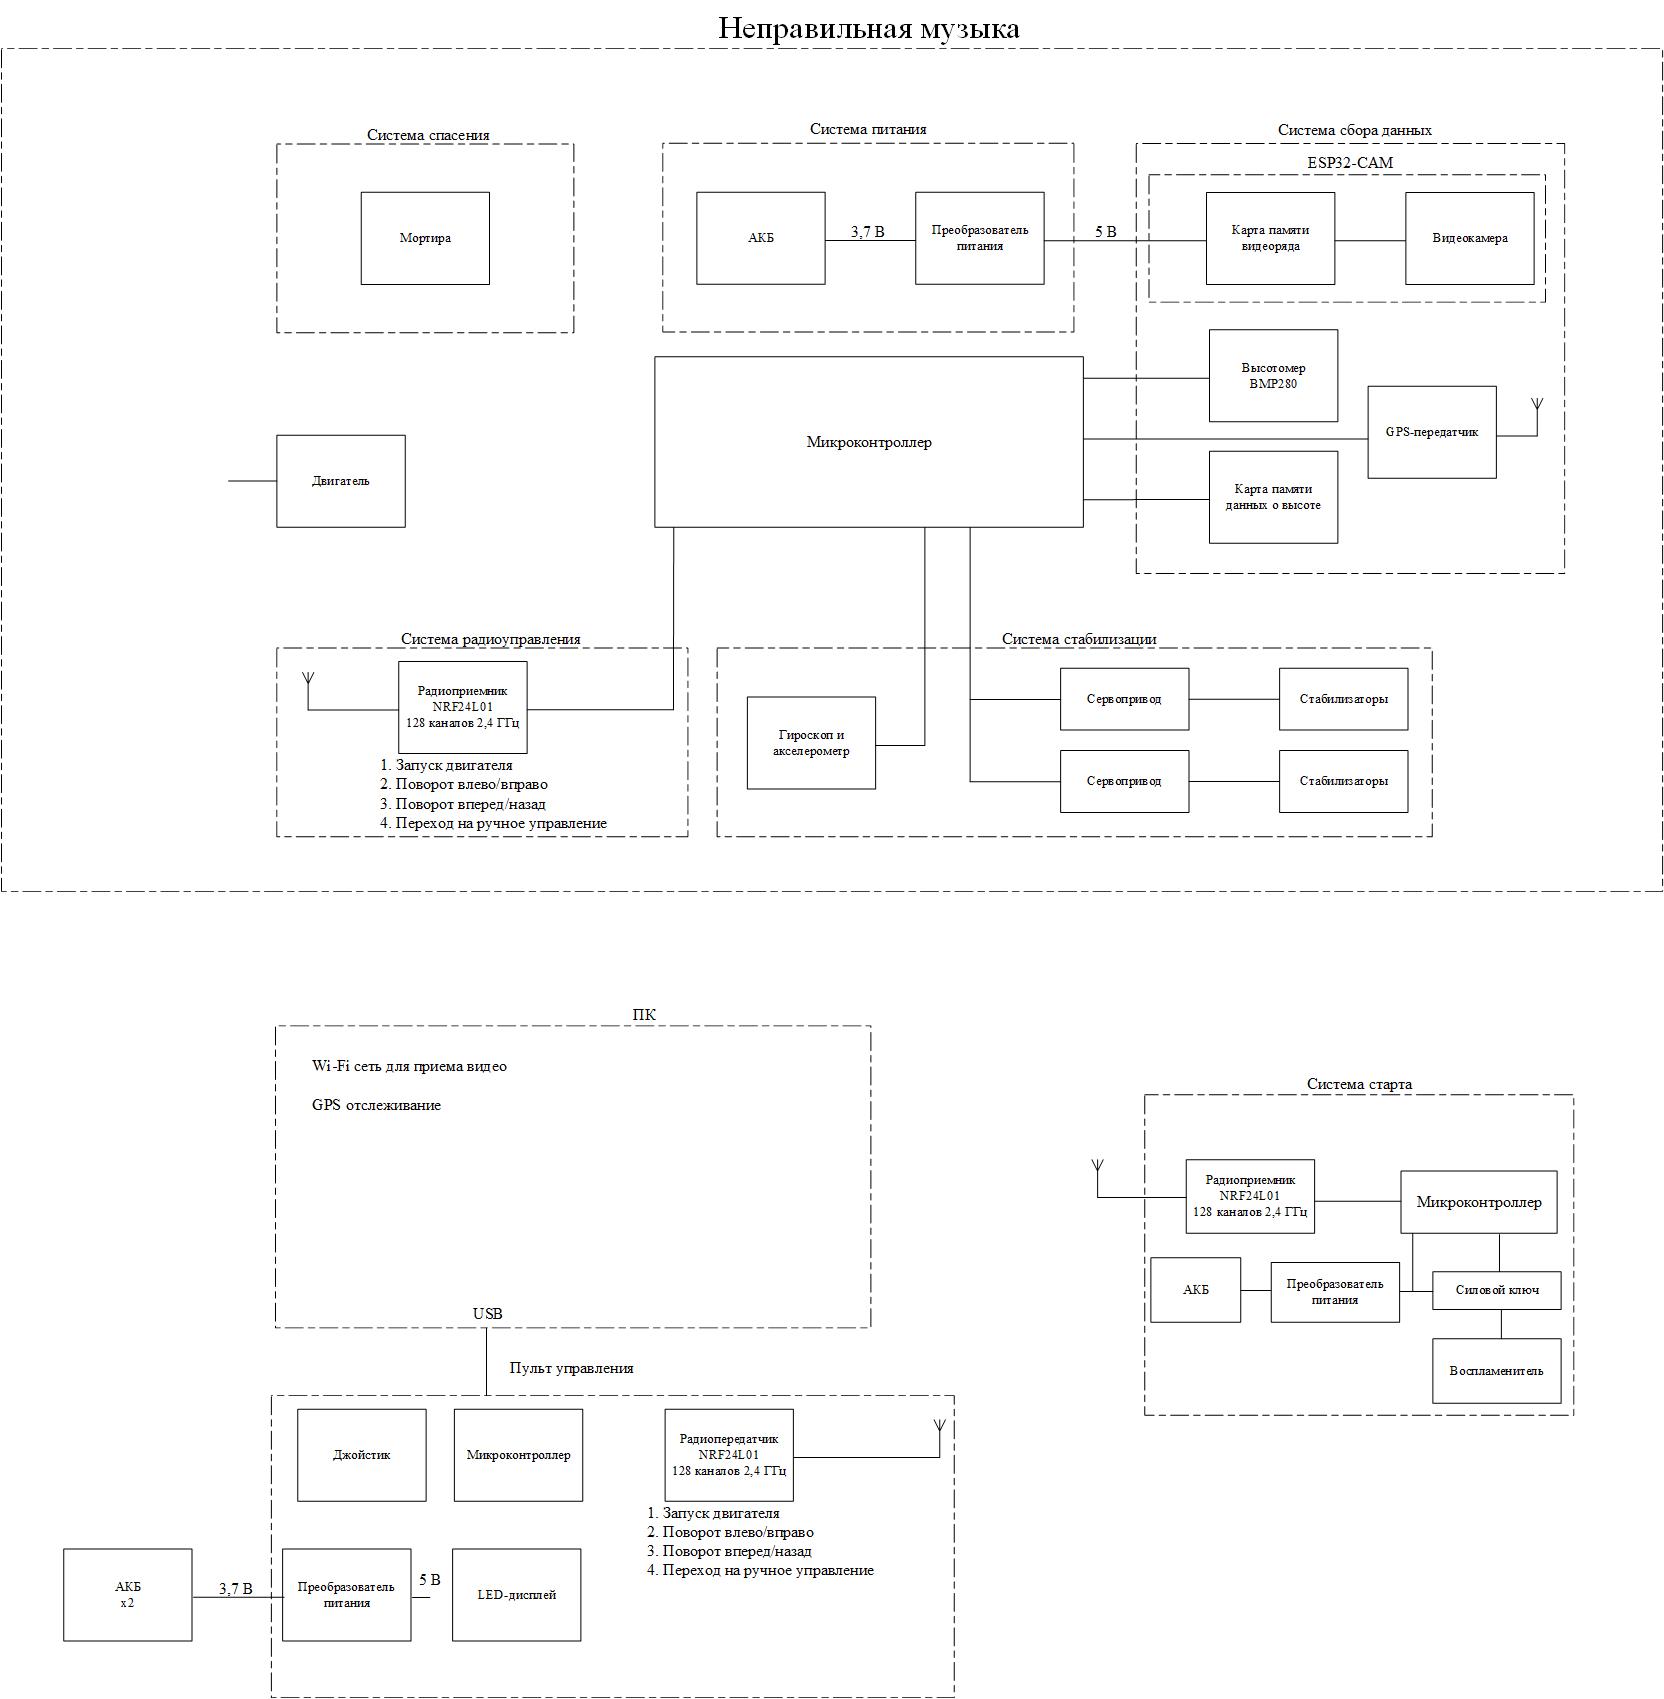 Неправильная музыка
Система спасения
Система питания
Система сбора данных
ESP32-CAM
Мортира
АКБ
3,7 В
Преобразователь
питания
5 В
Карта памяти
видеоряда
Видеокамера
Высотомер
BMP280
Микроконтроллер
GPS-передатчик
Двигатель
Карта памяти
данных о высоте
Система радиоуправления
Система стабилизации
Радиоприемник
NRF24L01
128 каналов 2,4 ГГц
1. Запуск двигателя
2. Поворот влево/вправо
3. Поворот вперед/назад
4. Переход на ручное управление
Гироскоп и
акселерометр
Сервопривод
Стабилизаторы
Сервопривод
Стабилизаторы
ПК
Wi-Fi сеть для приема видео
GPS отслеживание
USB
Система старта
Радиоприемник
NRF24L01
128 каналов 2,4 ГГц
Микроконтроллер
АКБ
Преобразователь
питания
Силовой ключ
Воспламенитель
Пульт управления
Джойстик
Микроконтроллер
Радиопередатчик
NRF24L01
128 каналов 2,4 ГГц
1. Запуск двигателя
2. Поворот влево/вправо
3. Поворот вперед/назад
4. Переход на ручное управление
АКБ
x2
3,7 В
Преобразователь
питания
5 В
LED-дисплей